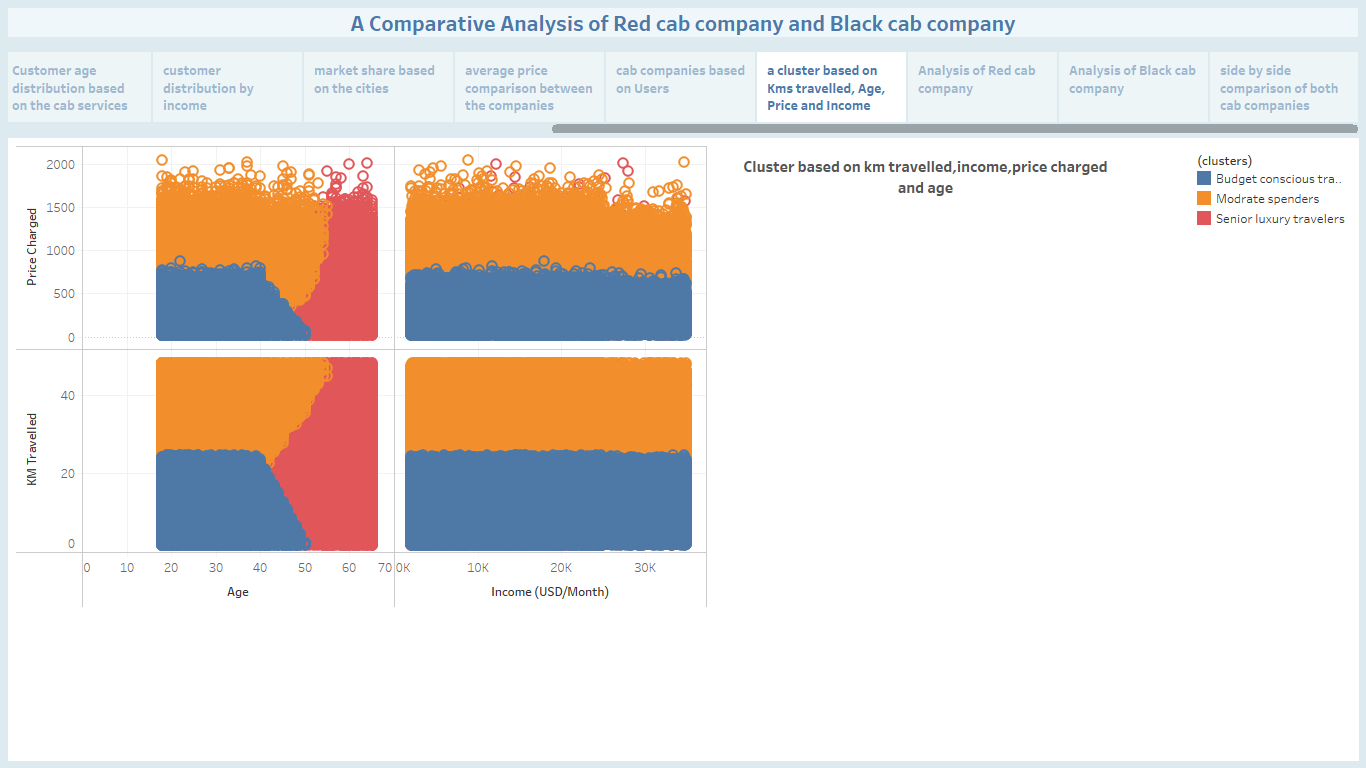 A Comparative Analysis of Red cab company and Black cab company
Customer age
distribution based
on the cab services
customer
distribution by
income
market share based
on the cities
average price
comparison between
the companies
cab companies based
on Users
a cluster based on
Kms travelled, Age,
Price and Income
Analysis of Red cab
company
Analysis of Black cab
company
side by side
comparison of both
cab companies
Cluster based on km travelled,income,price charged
and age
(clusters)
Budget conscious tra..
Modrate spenders
Senior luxury travelers
Price Charged
2000
1500
1000
500
0
KM Travelled
40
20
0
0 10 20 30 40 50 60 70
0K 10K 20K 30K
Age
Income (USD/Month)